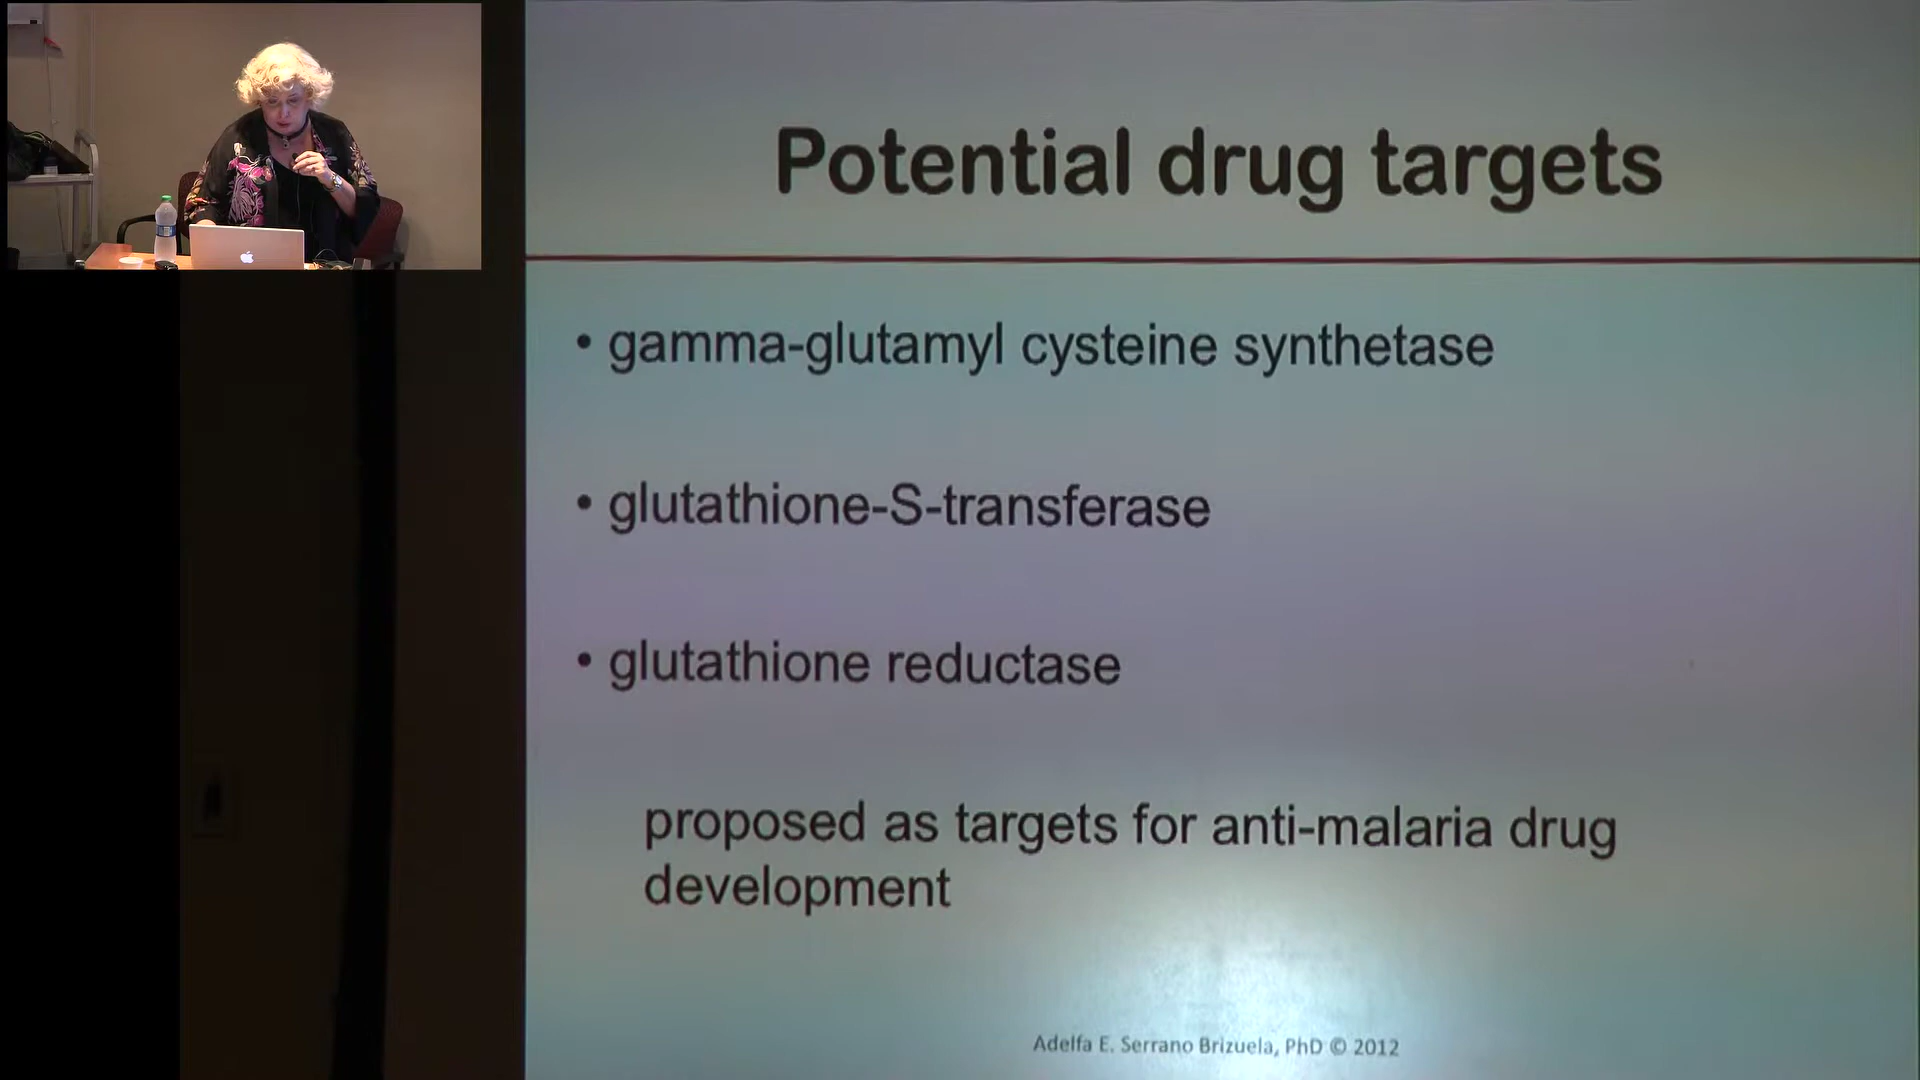 Potential drug targets
• gamma-glutamyl cysteine synthetase
• glutathione-S-transferase
• glutathione reductase
proposed as targets for anti-malaria drug
development
Adelfa E. Serrano Brizuela, PhD © 2012